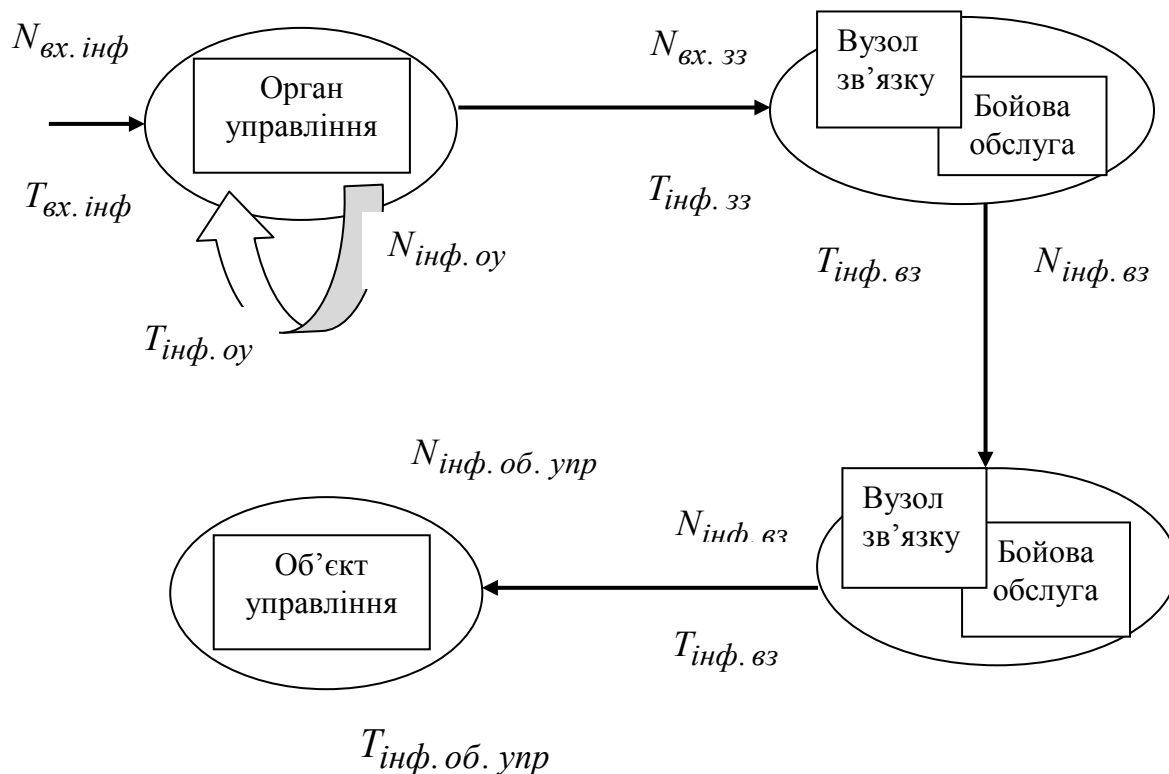 N вх. інф
Орган
управління
T вх. інф
N інф. оу
T інф. оу
N вх. зз
T інф. зз
Вузол
зв’язку
Бойова
обслуга
T інф. вз
N інф. вз
N інф. об. упр
Об’єкт
управління
T інф. об. упр
N інф. вз
T інф. вз
Вузол
зв’язку
Бойова
обслуга